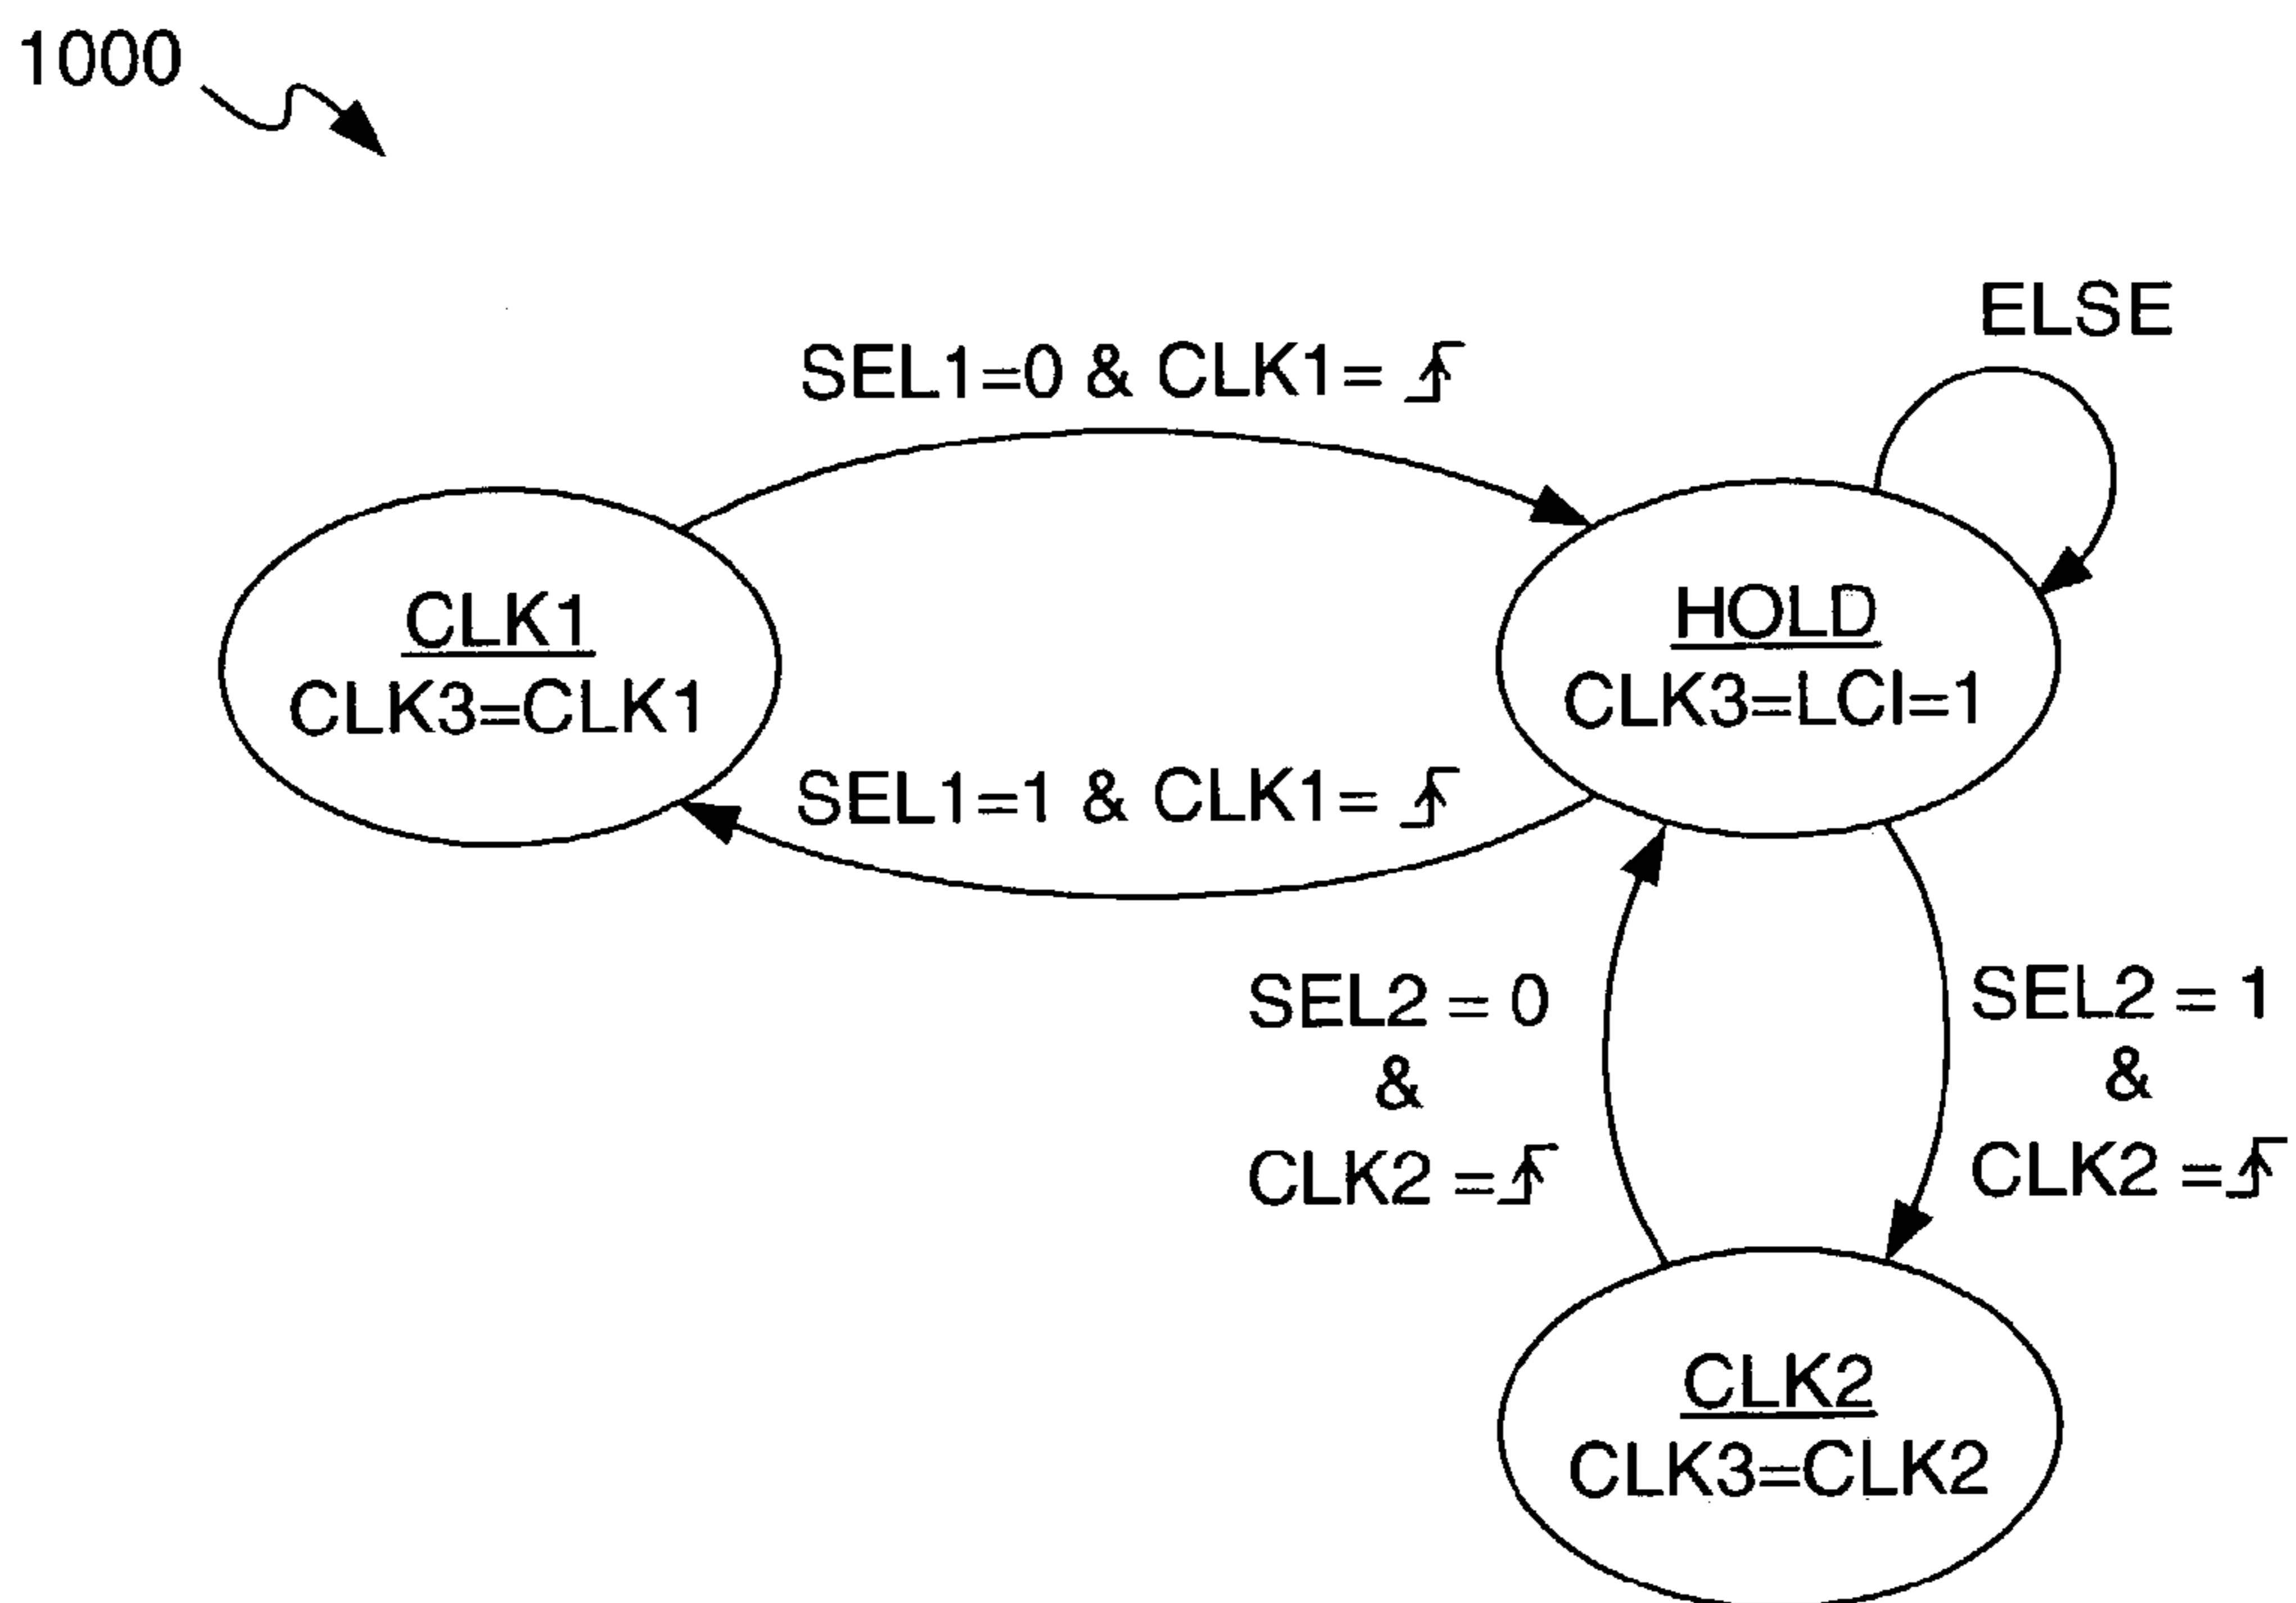 1000
ELSE
SEL1=0 & CLK1=
CLK1
CLK3=CLK1
HOLD
CLK3=LCI=1
SEL1=1 & CLK1=
SEL2 = 0
&
CLK2 =
SEL2 = 1
&
CLK2 =
CLK2
CLK3=CLK2